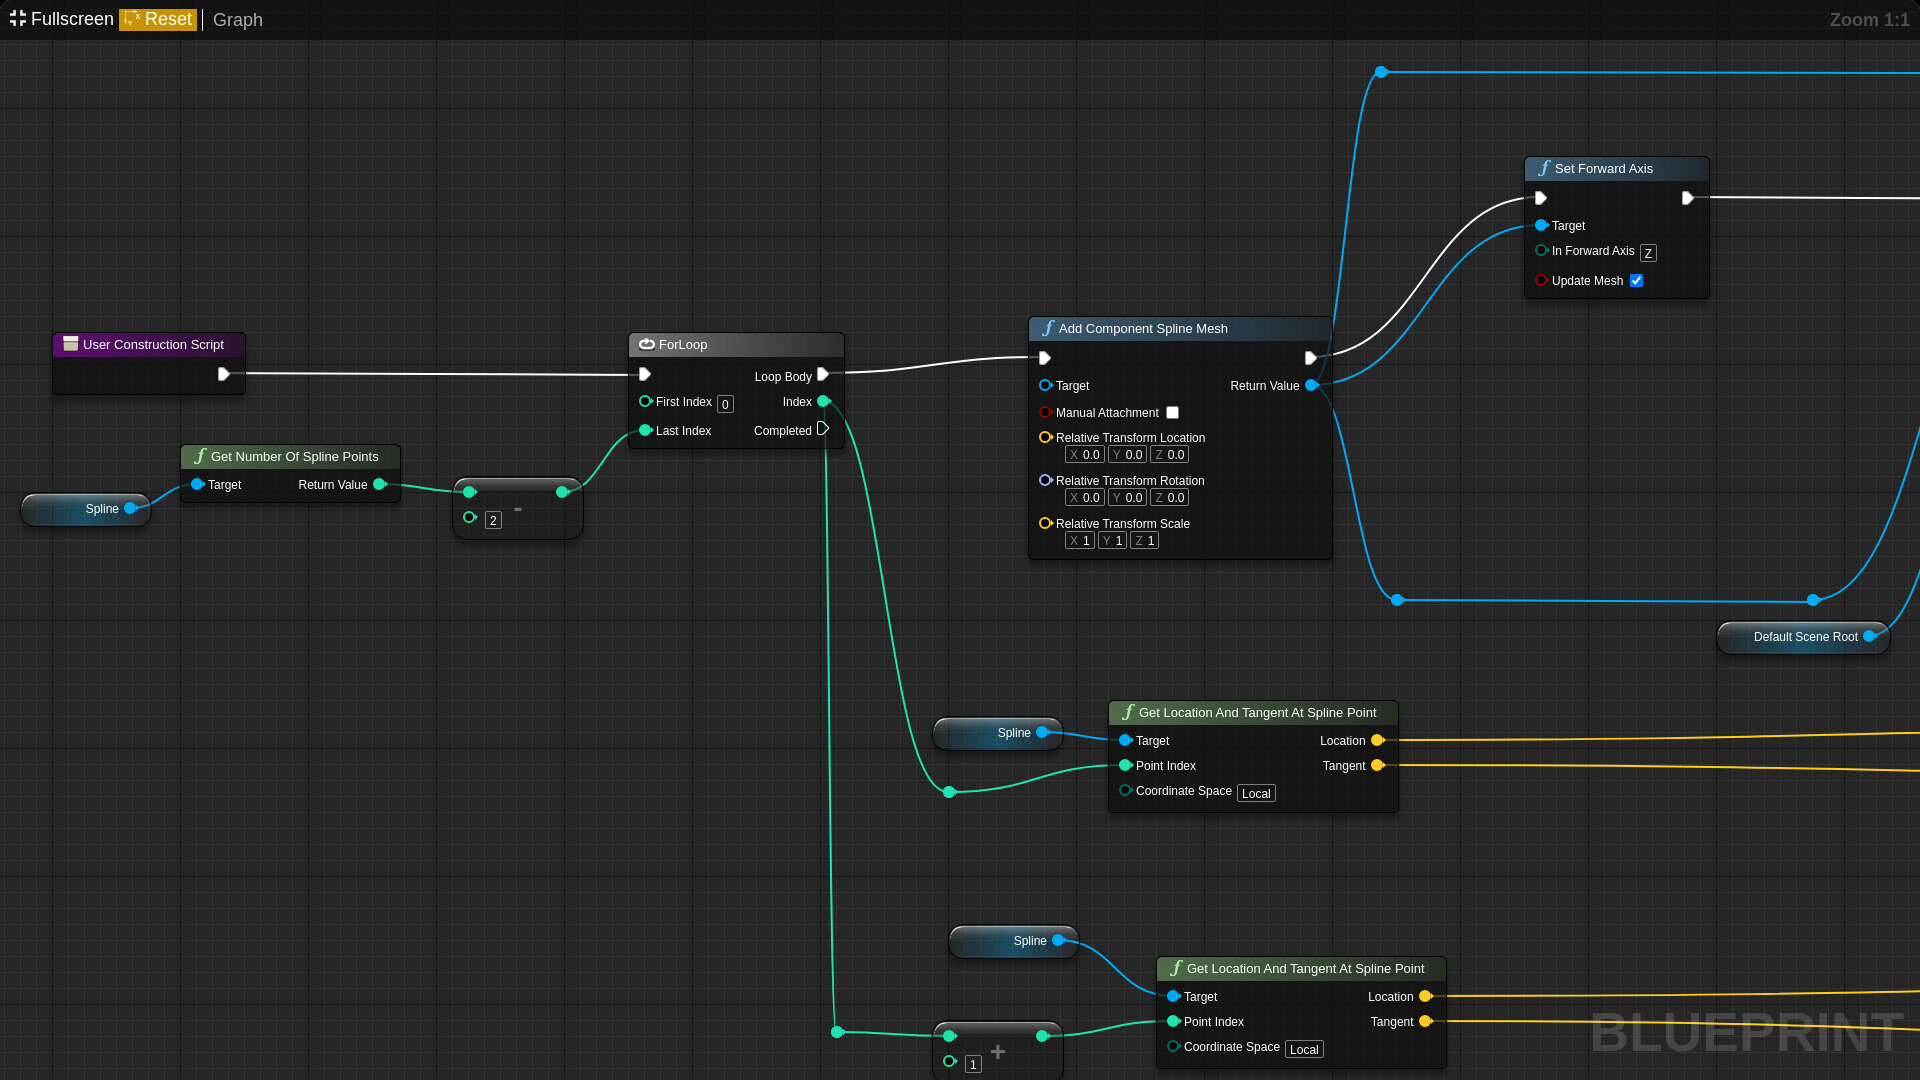 Fullscreen Reset Graph
Zoom 1:1
Set Forward Axis
Target
In Forward Axis Z
Update Mesh
User Construction Script
ForLoop
Loop Body
First Index 0 Index
Last Index Completed
Add Component Spline Mesh
Target Return Value
Manual Attachment
Relative Transform Location
X 0.0 Y 0.0 Z 0.0
Relative Transform Rotation
X 0.0 Y 0.0 Z 0.0
Relative Transform Scale
X 1 Y 1 Z 1
Get Number Of Spline Points
Target Return Value
Spline
2
-
Default Scene Root
Spline
Get Location And Tangent At Spline Point
Target Location
Point Index Tangent
Coordinate Space Local
Spline
Get Location And Tangent At Spline Point
Target Location
Point Index Tangent
Coordinate Space Local
+
1
BLUEPRINT